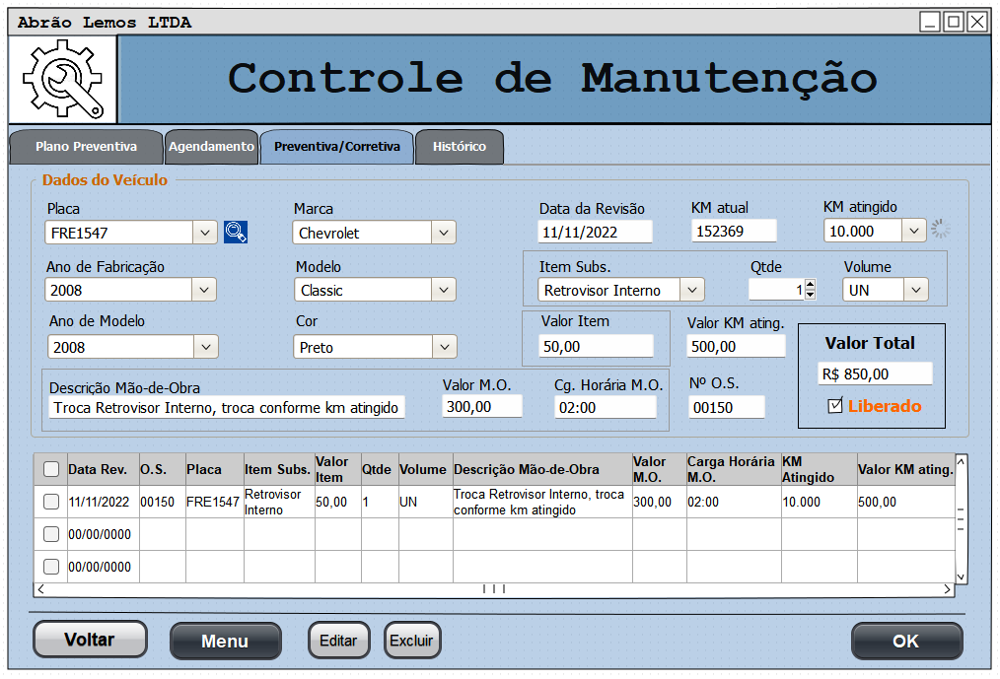 Abrão Lemos LTDA
Controle de Manutenção
Plano Preventiva Agendamento Preventiva/Corretiva Histórico
Dados do Veículo
Placa Marca Data da Revisão KM atual KM atingido
FRE1547 Chevrolet 11/11/2022 152369 10.000
Ano de Fabricação Modelo Item Subs. Qtde Volume
2008 Classic Retrovisor Interno 1 UN
Ano de Modelo Cor Valor Item Valor KM ating.
2008 Preto 50,00 500,00
Valor Total
R$ 850,00
Liberado
Descrição Mão-de-Obra Valor M.O. Cg. Horária M.O. Nº O.S.
Troca Retrovisor Interno, troca conforme km atingido 300,00 02:00 00150
Data Rev. O.S. Placa Item Subs. Valor Item Qtde Volume Descrição Mão-de-Obra Valor M.O. Carga Horária M.O. KM Atingido Valor KM ating.
11/11/2022 00150 FRE1547 Retrovisor Interno 50,00 1 UN Troca Retrovisor Interno, troca conforme km atingido 300,00 02:00 10.000 500,00
00/00/0000
00/00/0000
Voltar Menu Editar Excluir OK